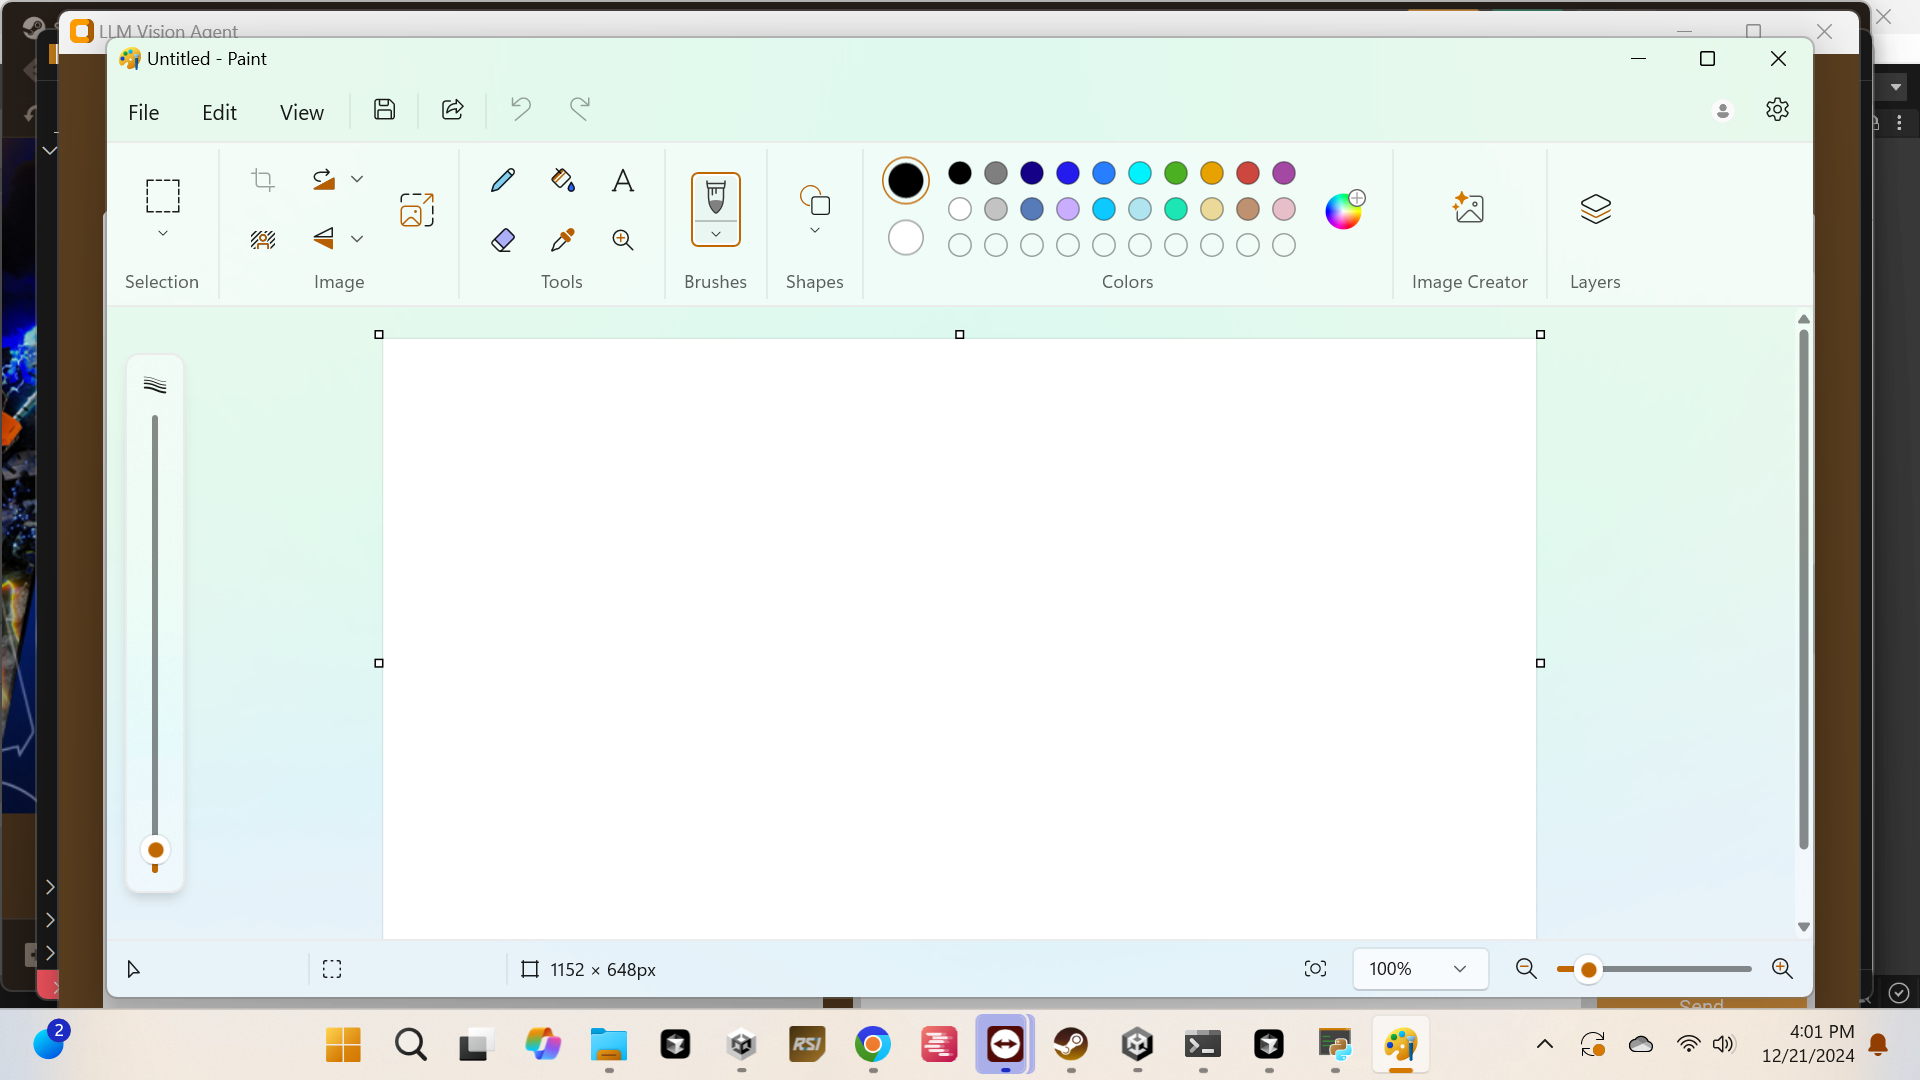 LLM Vision Agent
Untitled - Paint
File
Edit
View
Selection
Image
Tools
Brushes
Shapes
Colors
Image Creator
Layers
1152 × 648px
100%
Send
2
RSI
4:01 PM
12/21/2024